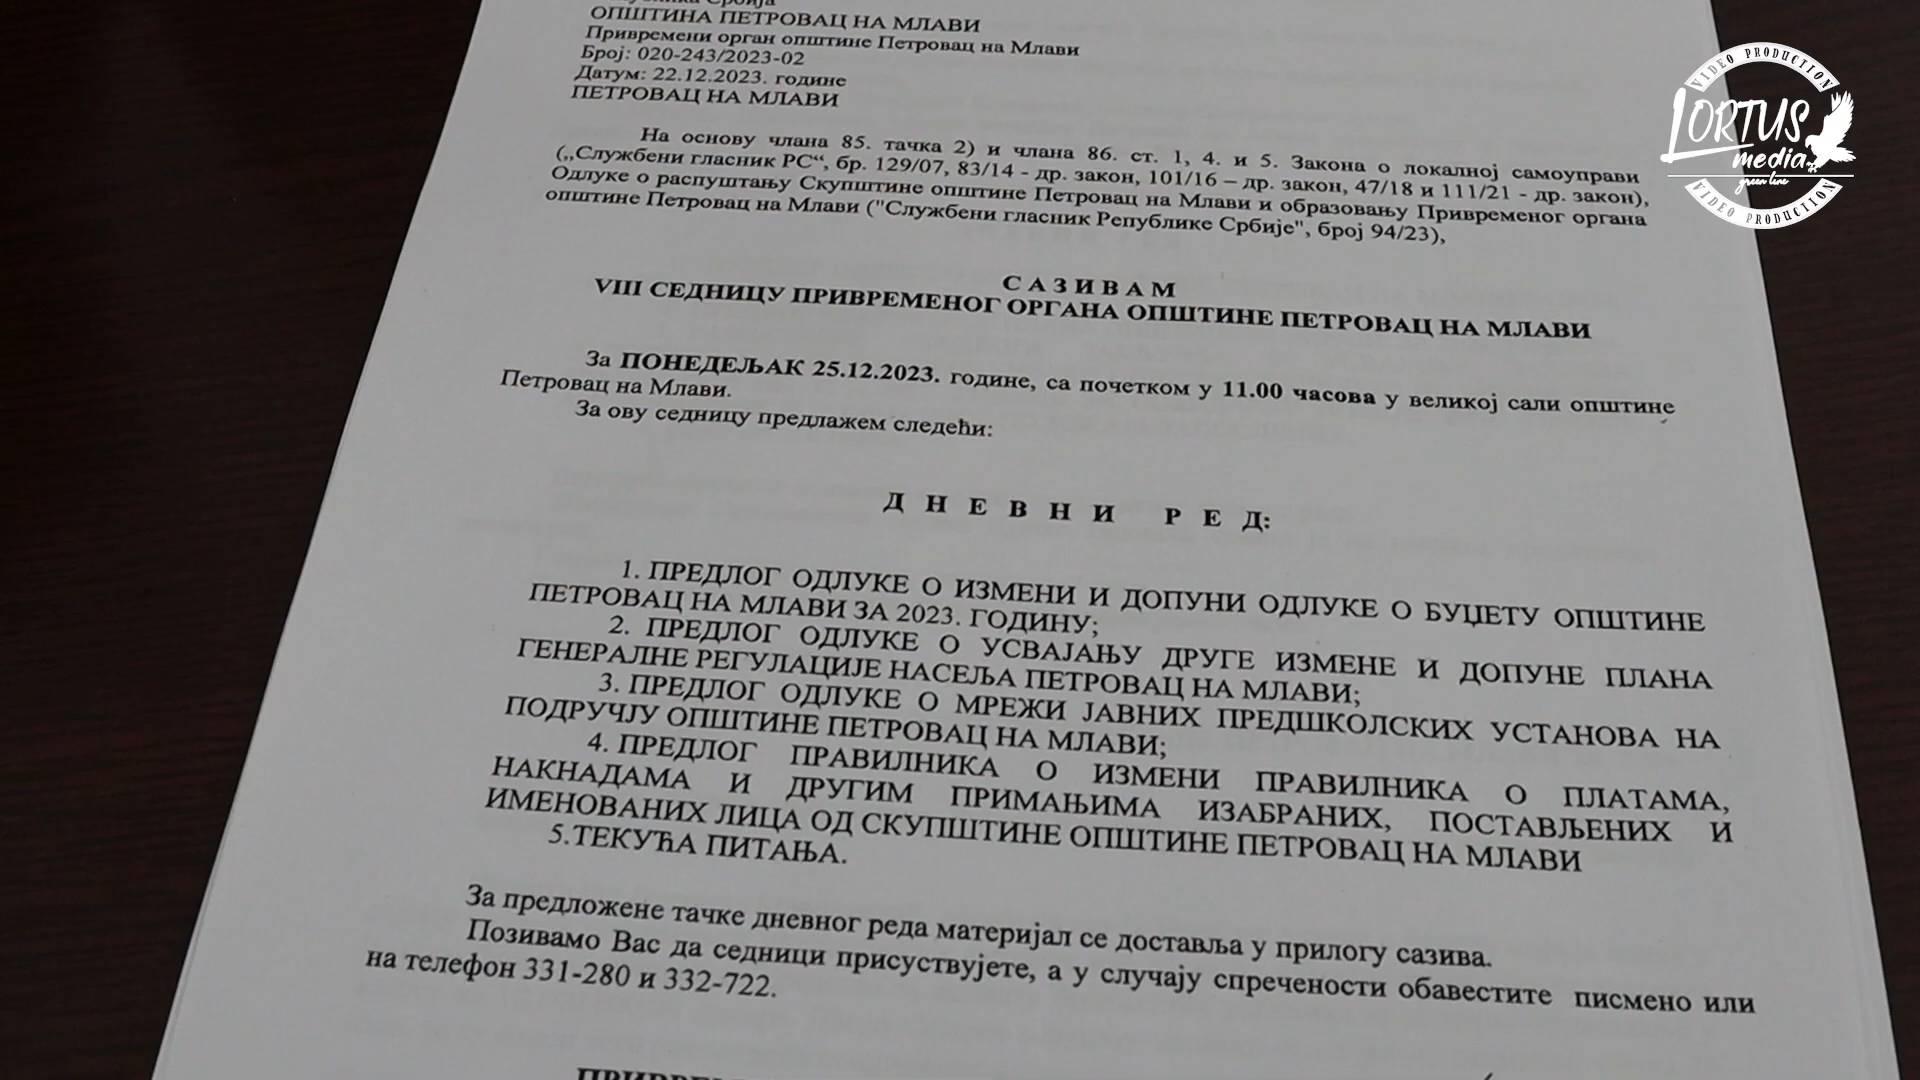 ОПШТИНА ПЕТРОВАЦ НА МЛАВИ
Привремени орган општине Петровац на Млави
Број: 020-243/2023-02
Датум: 22.12.2023. године
ПЕТРОВАЦ НА МЛАВИ
На основу члана 85. тачка 2) и члана 86. ст. 1, 4. и 5. Закона о локалној самоуправи
(„Службени гласник РС“, бр. 129/07, 83/14 - др. закон, 101/16 – др. закон, 47/18 и 111/21 - др. закон),
Одлуке о распуштању Скупштине општине Петровац на Млави и образовању Привременог органа
општине Петровац на Млави ("Службени гласник Републике Србије", број 94/23),
С А З И В А М
VIII СЕДНИЦУ ПРИВРЕМЕНОГ ОРГАНА ОПШТИНЕ ПЕТРОВАЦ НА МЛАВИ
За ПОНЕДЕЉАК 25.12.2023. године, са почетком у 11.00 часова у великој сали општине
Петровац на Млави.
За ову седницу предлажем следећи:
Д Н Е В Н И Р Е Д:
1. ПРЕДЛОГ ОДЛУКЕ О ИЗМЕНИ И ДОПУНИ ОДЛУКЕ О БУЏЕТУ ОПШТИНЕ
ПЕТРОВАЦ НА МЛАВИ ЗА 2023. ГОДИНУ;
2. ПРЕДЛОГ ОДЛУКЕ О УСВАЈАЊУ ДРУГЕ ИЗМЕНЕ И ДОПУНЕ ПЛАНА
ГЕНЕРАЛНЕ РЕГУЛАЦИЈЕ НАСЕЉА ПЕТРОВАЦ НА МЛАВИ;
3. ПРЕДЛОГ ОДЛУКЕ О МРЕЖИ ЈАВНИХ ПРЕДШКОЛСКИХ УСТАНОВА НА
ПОДРУЧЈУ ОПШТИНЕ ПЕТРОВАЦ НА МЛАВИ;
4. ПРЕДЛОГ ПРАВИЛНИКА О ИЗМЕНИ ПРАВИЛНИКА О ПЛАТАМА,
НАКНАДАМА И ДРУГИМ ПРИМАЊИМА ИЗАБРАНИХ, ПОСТАВЉЕНИХ И
ИМЕНОВАНИХ ЛИЦА ОД СКУПШТИНЕ ОПШТИНЕ ПЕТРОВАЦ НА МЛАВИ
5.ТЕКУЋА ПИТАЊА.
За предложене тачке дневног реда материјал се доставља у прилогу сазива.
Позивамо Вас да седници присуствујете, а у случају спречености обавестите писмено или
на телефон 331-280 и 332-722.
VIDEO PRODUCTION
LORTUS
media
green line
VIDEO PRODUCTION